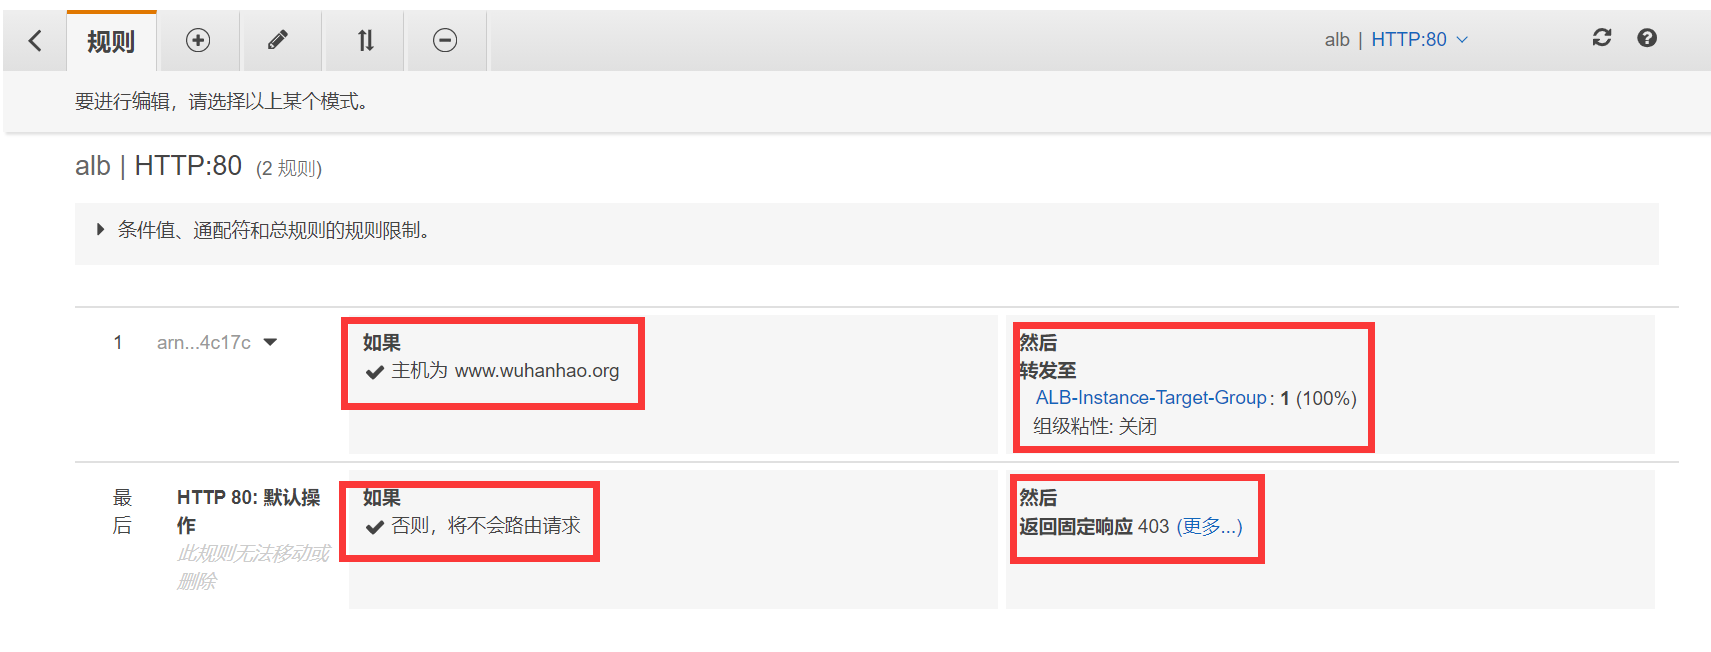 规则
alb | HTTP:80
要进行编辑，请选择以上某个模式。
alb | HTTP:80 (2 规则)
条件值、通配符和总规则的规则限制。
1 arn...4c17c
如果
主机为 www.wuhanhao.org
然后
转发至
ALB-Instance-Target-Group: 1 (100%)
组级粘性: 关闭
最后
HTTP 80: 默认操作
此规则无法移动或删除
如果
否则，将不会路由请求
然后
返回固定响应 403 (更多...)